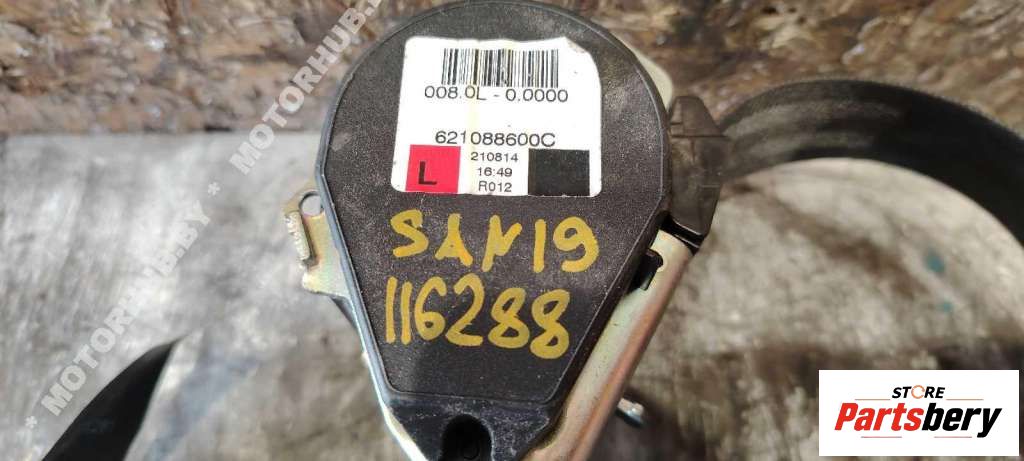 008.0L - 0.0000
621088600C
L
210814
16:49
R012
SAN19
116288
* MOTORHUB.BY * MOTORHUB.BY
STORE
Partsbery